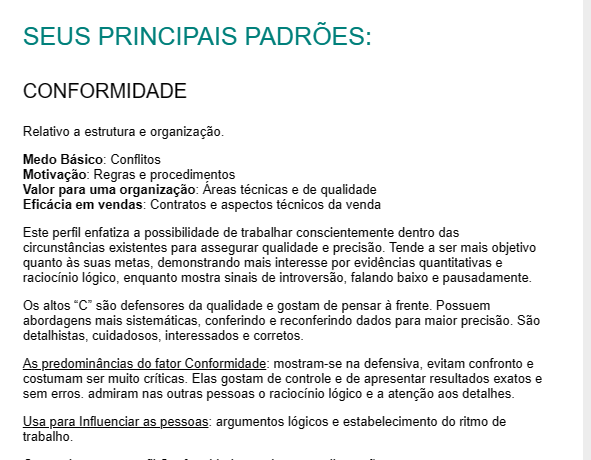 SEUS PRINCIPAIS PADRÕES:
CONFORMIDADE
Relativo a estrutura e organização.
Medo Básico: Conflitos
Motivação: Regras e procedimentos
Valor para uma organização: Áreas técnicas e de qualidade
Eficácia em vendas: Contratos e aspectos técnicos da venda
Este perfil enfatiza a possibilidade de trabalhar conscientemente dentro das
circunstâncias existentes para assegurar qualidade e precisão. Tende a ser mais objetivo
quanto às suas metas, demonstrando mais interesse por evidências quantitativas e
raciocínio lógico, enquanto mostra sinais de introversão, falando baixo e pausadamente.
Os altos “C” são defensores da qualidade e gostam de pensar à frente. Possuem
abordagens mais sistemáticas, conferindo e reconferindo dados para maior precisão. São
detalhistas, cuidadosos, interessados e corretos.
As predominâncias do fator Conformidade: mostram-se na defensiva, evitam confronto e
costumam ser muito críticas. Elas gostam de controle e de apresentar resultados exatos e
sem erros. admiram nas outras pessoas o raciocínio lógico e a atenção aos detalhes.
Usa para Influenciar as pessoas: argumentos lógicos e estabelecimento do ritmo de
trabalho.